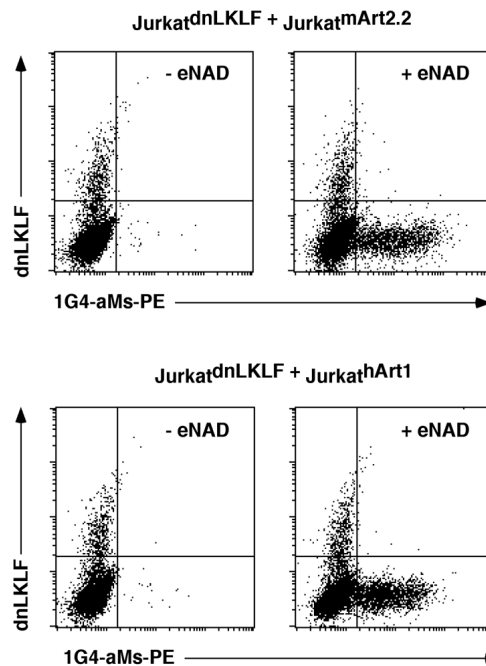 JurkatdnLKLF + JurkatmArt2.2
- eNAD
+ eNAD
dnLKLF
1G4-aMs-PE
JurkatdnLKLF + JurkathArt1
- eNAD
+ eNAD
dnLKLF
1G4-aMs-PE